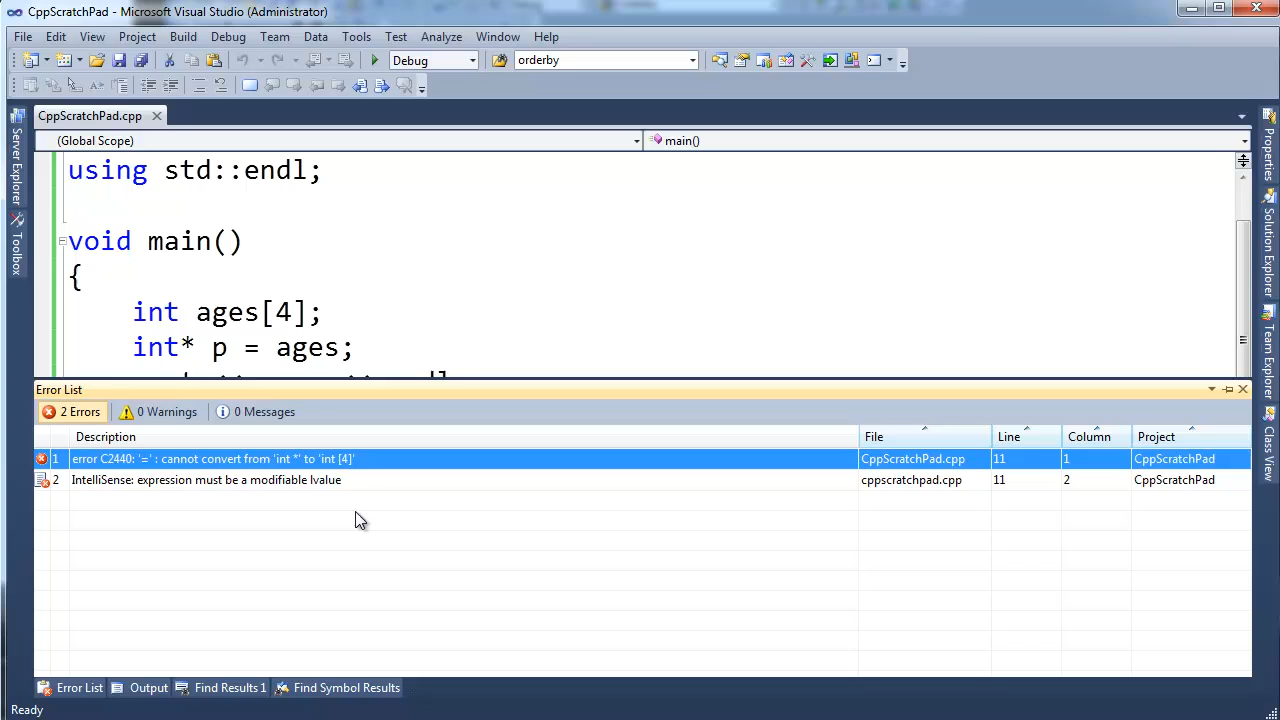 CppScratchPad - Microsoft Visual Studio (Administrator)
File Edit View Project Build Debug Team Data Tools Test Analyze Window Help
Debug orderby
CppScratchPad.cpp
(Global Scope) main()
using std::endl;
void main()
{
int ages[4];
int* p = ages;
Error List
2 Errors 0 Warnings 0 Messages
Description File Line Column Project
1 error C2440: '=' : cannot convert from 'int *' to 'int [4]' CppScratchPad.cpp 11 1 CppScratchPad
2 IntelliSense: expression must be a modifiable lvalue cppscratchpad.cpp 11 2 CppScratchPad
Error List Output Find Results 1 Find Symbol Results
Ready
Server Explorer
Toolbox
Properties
Solution Explorer
Team Explorer
Class View